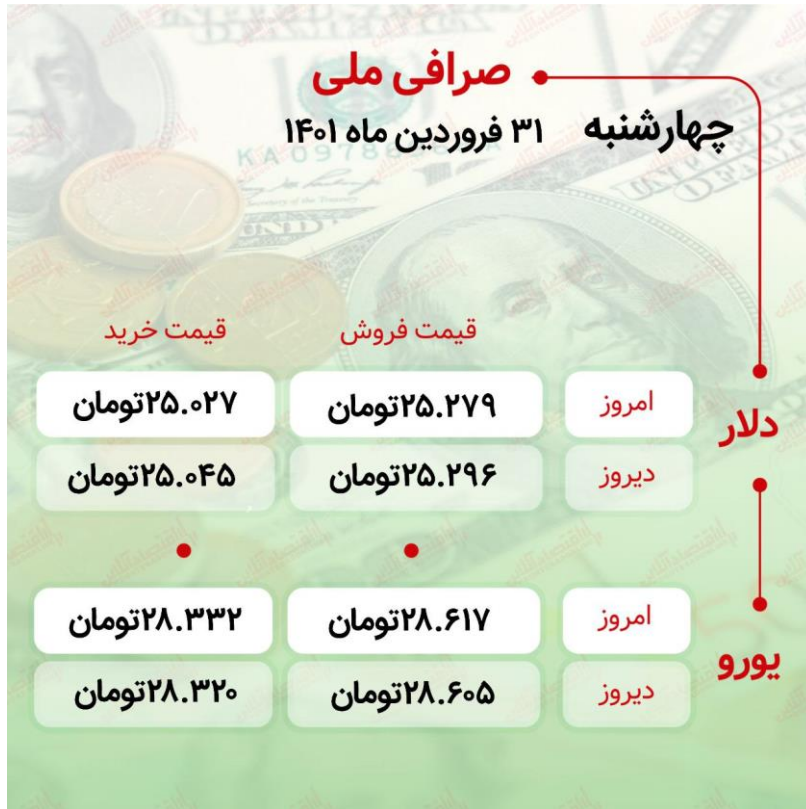 صرافی ملی
چهارشنبه ۳۱ فروردین ماه ۱۴۰۱
قیمت فروش قیمت خرید
دلار
امروز ۲۵.۲۷۹تومان ۲۵.۰۲۷تومان
دیروز ۲۵.۲۹۶تومان ۲۵.۰۴۵تومان
یورو
امروز ۲۸.۶۱۷تومان ۲۸.۳۳۲تومان
دیروز ۲۸.۶۰۵تومان ۲۸.۳۲۰تومان